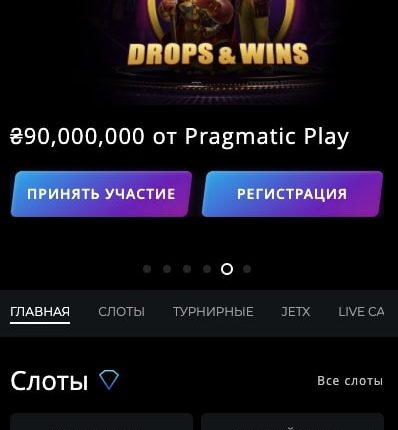 DROPS & WINS
₴90,000,000 от Pragmatic Play
ПРИНЯТЬ УЧАСТИЕ
РЕГИСТРАЦИЯ
ГЛАВНАЯ СЛОТЫ ТУРНИРНЫЕ JETX LIVE CA
Слоты
Все слоты